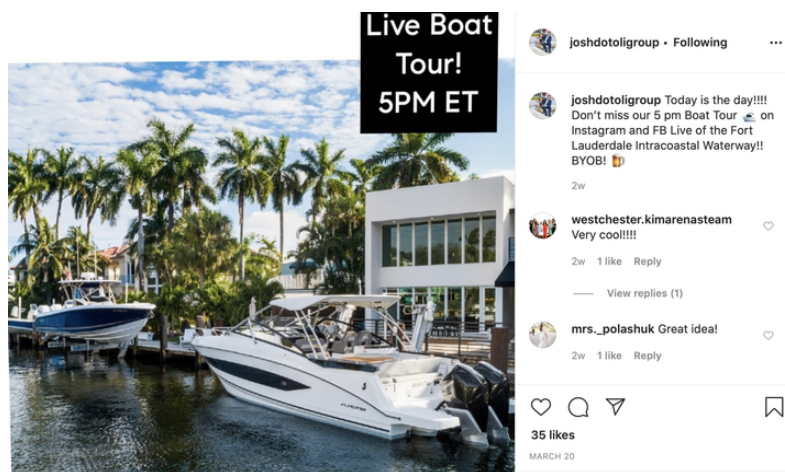 Live Boat
Tour!
5PM ET
joshdotoligroup • Following
joshdotoligroup Today is the day!!!!
Don't miss our 5 pm Boat Tour 🛥️ on
Instagram and FB Live of the Fort
Lauderdale Intracoastal Waterway!!
BYOB! 🍺
2w
westchester.kimarenasteam
Very cool!!!!
2w 1 like Reply
View replies (1)
mrs._polashuk Great idea!
2w 1 like Reply
35 likes
MARCH 20